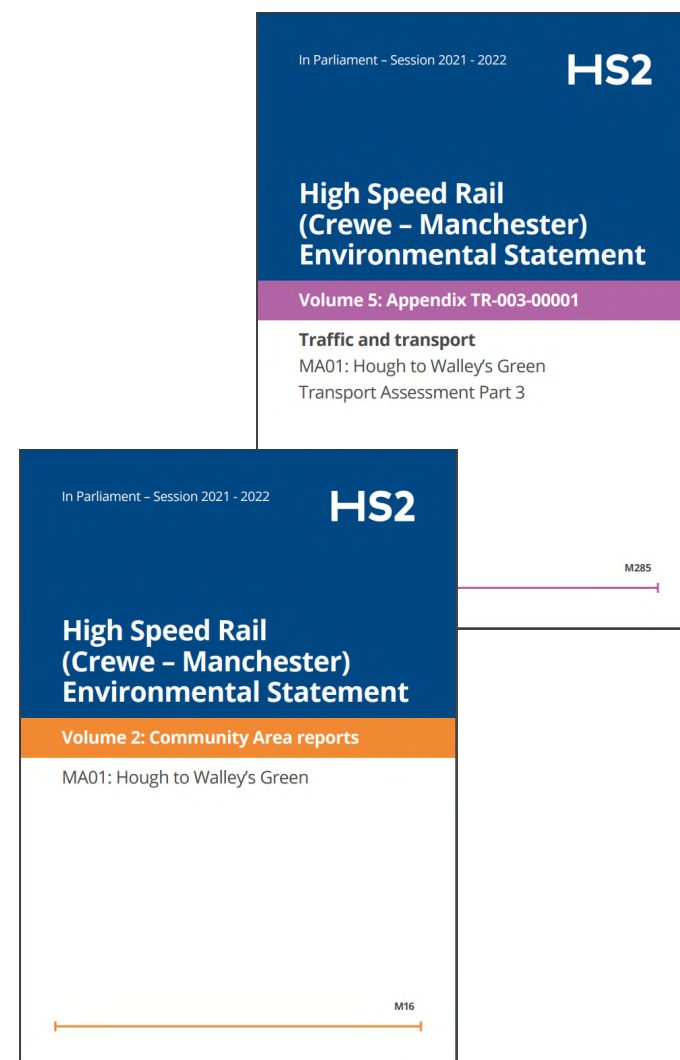 In Parliament – Session 2021 - 2022
HS2
High Speed Rail
(Crewe – Manchester)
Environmental Statement
Volume 5: Appendix TR-003-00001
Traffic and transport
MA01: Hough to Walley’s Green
Transport Assessment Part 3
M285
In Parliament – Session 2021 - 2022
HS2
High Speed Rail
(Crewe – Manchester)
Environmental Statement
Volume 2: Community Area reports
MA01: Hough to Walley’s Green
M16